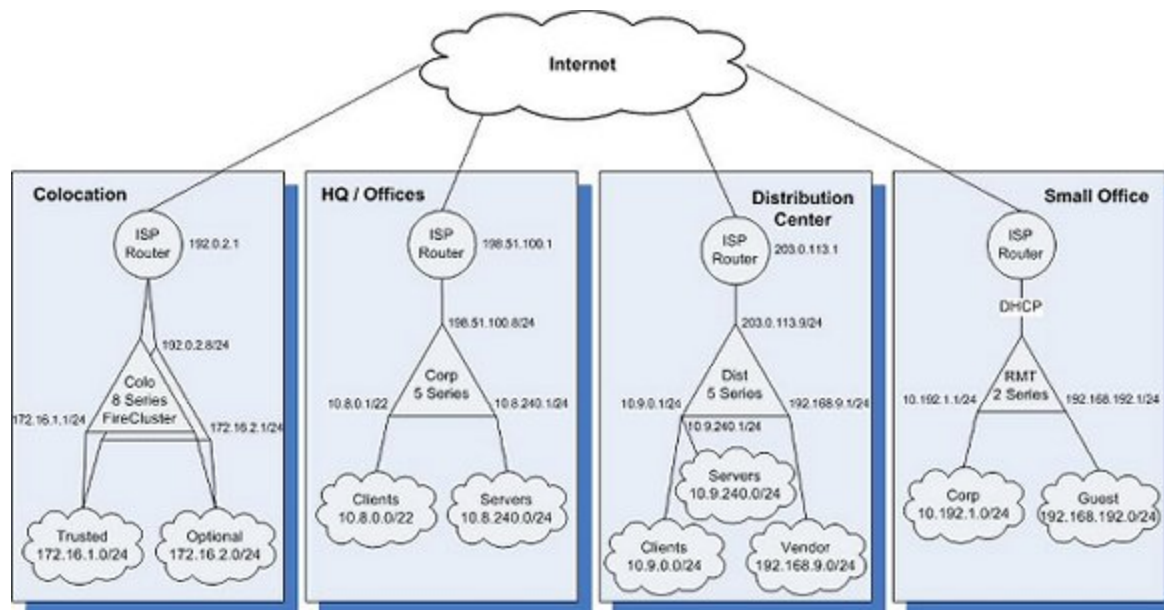 Internet
Colocation
ISP
Router
192.0.2.1
192.0.2.8/24
Colo
8 Series
FireCluster
172.16.1.1/24
172.16.2.1/24
Trusted
172.16.1.0/24
Optional
172.16.2.0/24
HQ / Offices
ISP
Router
198.51.100.1
198.51.100.8/24
Corp
5 Series
10.8.0.1/22
10.8.240.1/24
Clients
10.8.0.0/22
Servers
10.8.240.0/24
Distribution
Center
ISP
Router
203.0.113.1
203.0.113.9/24
Dist
5 Series
10.9.0.1/24
192.168.9.1/24
10.9.240.1/24
Servers
10.9.240.0/24
Clients
10.9.0.0/24
Vendor
192.168.9.0/24
Small Office
ISP
Router
DHCP
RMT
2 Series
10.192.1.1/24
192.168.192.1/24
Corp
10.192.1.0/24
Guest
192.168.192.0/24